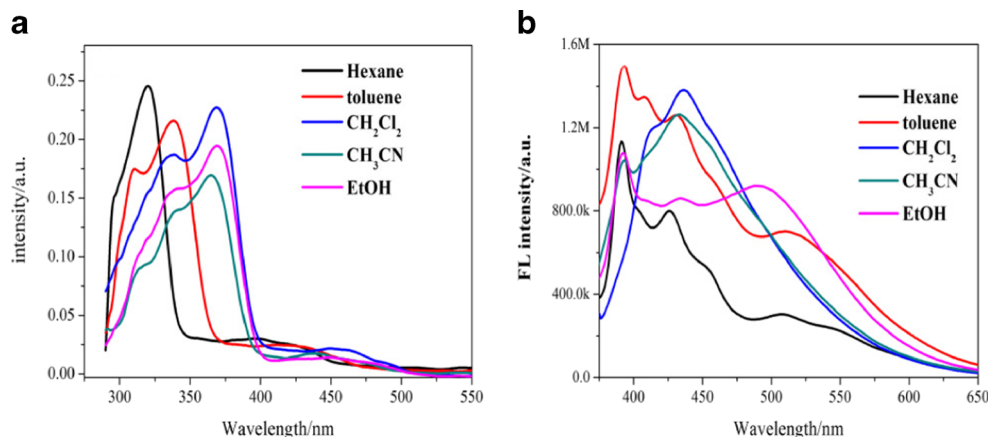 a
intensity/a.u.
0.25
0.20
0.15
0.10
0.05
0.00
Hexane
toluene
CH₂Cl₂
CH₃CN
EtOH
300 350 400 450 500 550
Wavelength/nm
b
FL intensity/a.u.
1.6M
1.2M
800.0k
400.0k
0.0
Hexane
toluene
CH₂Cl₂
CH₃CN
EtOH
400 450 500 550 600 650
Wavelength/nm